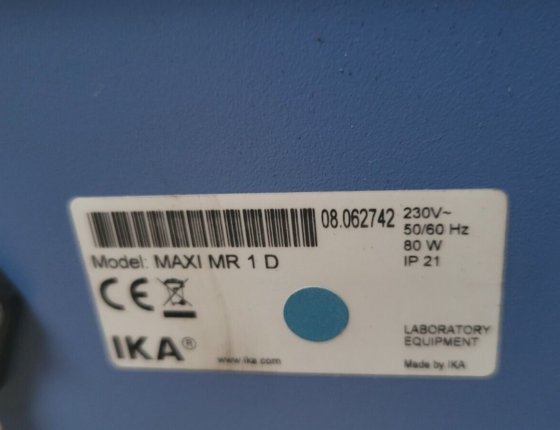 08.062742
230V~
50/60 Hz
80 W
IP 21
Model: MAXI MR 1 D
CE
IKA®
www.ika.com
LABORATORY
EQUIPMENT
Made by IKA